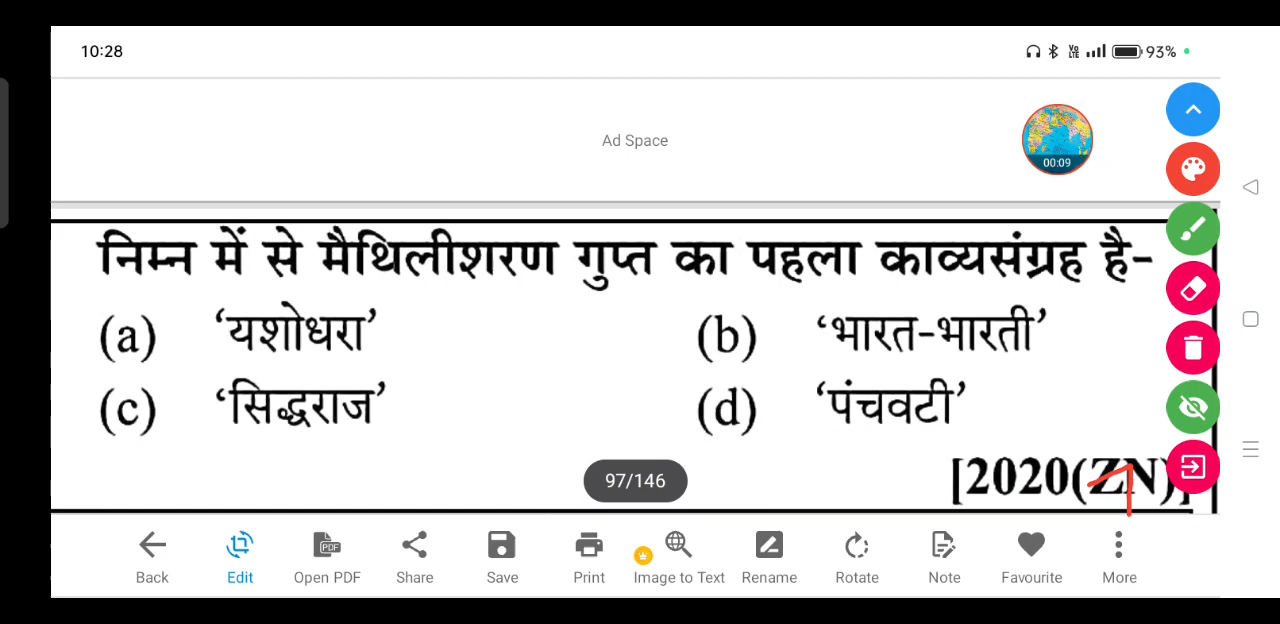 10:28
93%
Ad Space
00:09
निम्न में से मैथिलीशरण गुप्त का पहला काव्यसंग्रह है-
(a) ‘यशोधरा’ (b) ‘भारत-भारती’
(c) ‘सिद्धराज’ (d) ‘पंचवटी’
[2020(ZN)]
97/146
Back Edit Open PDF Share Save Print Image to Text Rename Rotate Note Favourite More